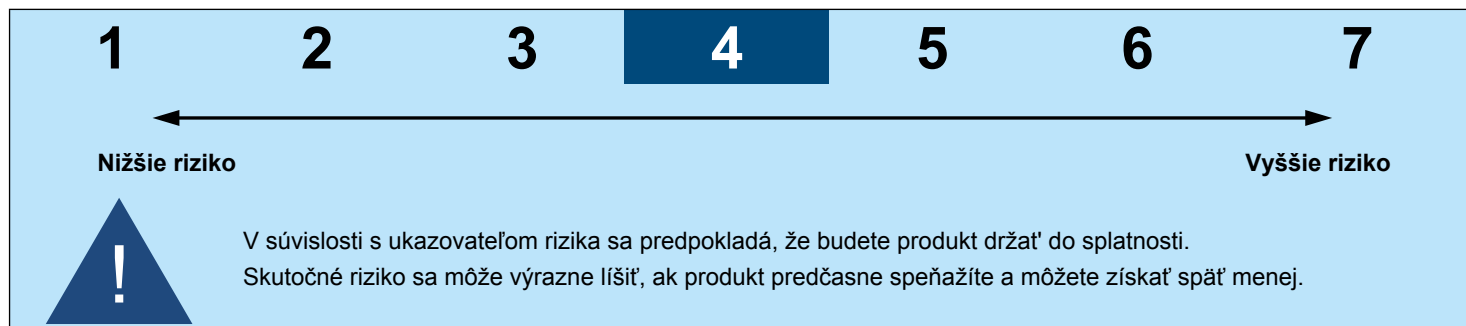 1 2 3 4 5 6 7
Nižšie riziko Vyššie riziko
!
V súvislosti s ukazovateľom rizika sa predpokladá, že budete produkt držat' do splatnosti.
Skutočné riziko sa môže výrazne líšiť, ak produkt predčasne speňažíte a môžete získať späť menej.